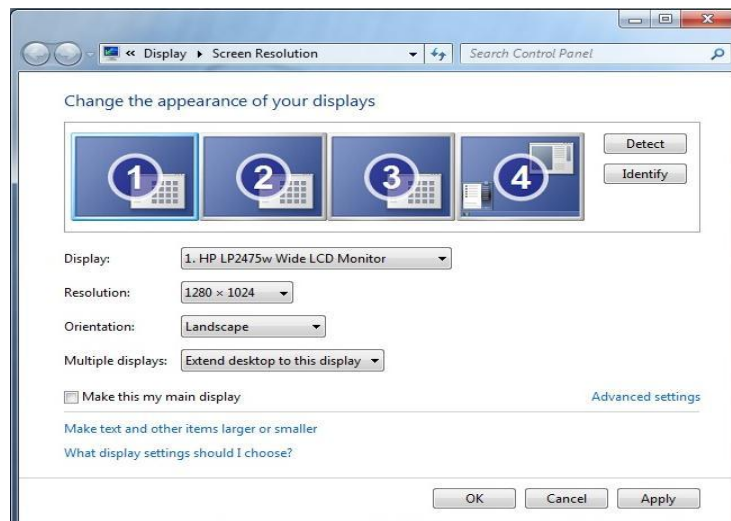 « Display ▸ Screen Resolution Search Control Panel
Change the appearance of your displays
1 2 3 4
Detect
Identify
Display: 1. HP LP2475w Wide LCD Monitor
Resolution: 1280 × 1024
Orientation: Landscape
Multiple displays: Extend desktop to this display
Make this my main display Advanced settings
Make text and other items larger or smaller
What display settings should I choose?
OK Cancel Apply